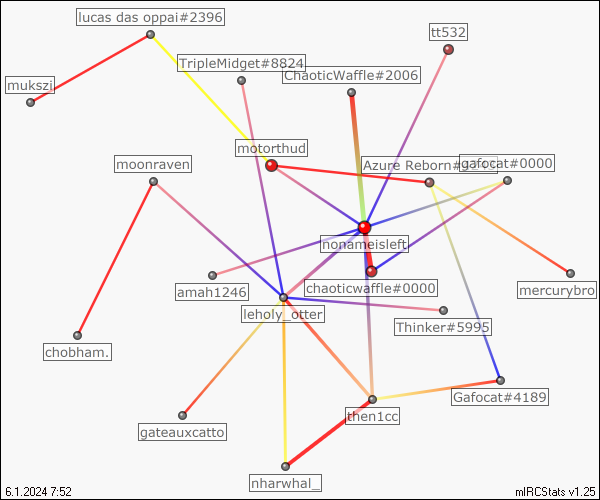 lucas das oppai#2396
tt532
TripleMidget#8824
ChaoticWaffle#2006
mukszi
motorthud
moonraven
Azure Reborn#
gafocat#0000
nonameisleft
amah1246
chaoticwaffle#0000
mercurybro
leholy_otter
Thinker#5995
chobham.
Gafocat#4189
then1cc
gateauxcatto
nharwhal_
6.1.2024 7:52
mIRCStats v1.25